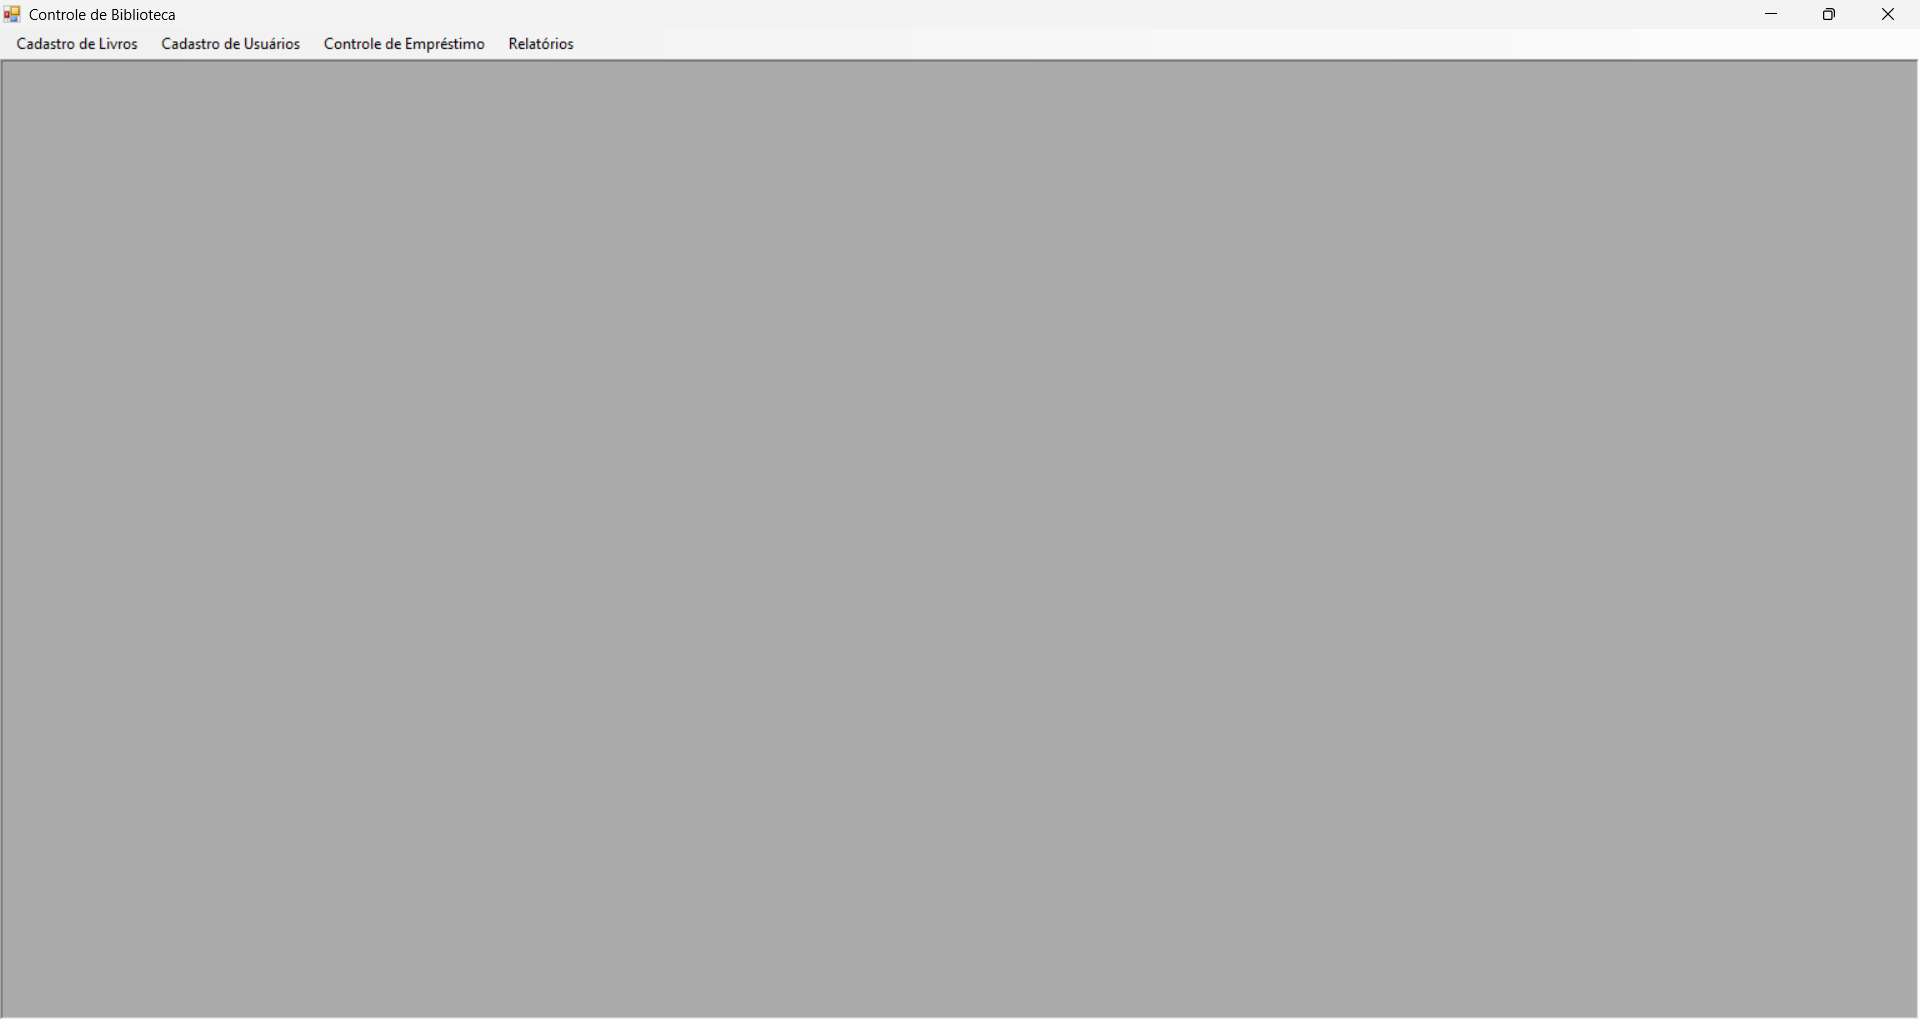 Controle de Biblioteca
Cadastro de Livros Cadastro de Usuários Controle de Empréstimo Relatórios